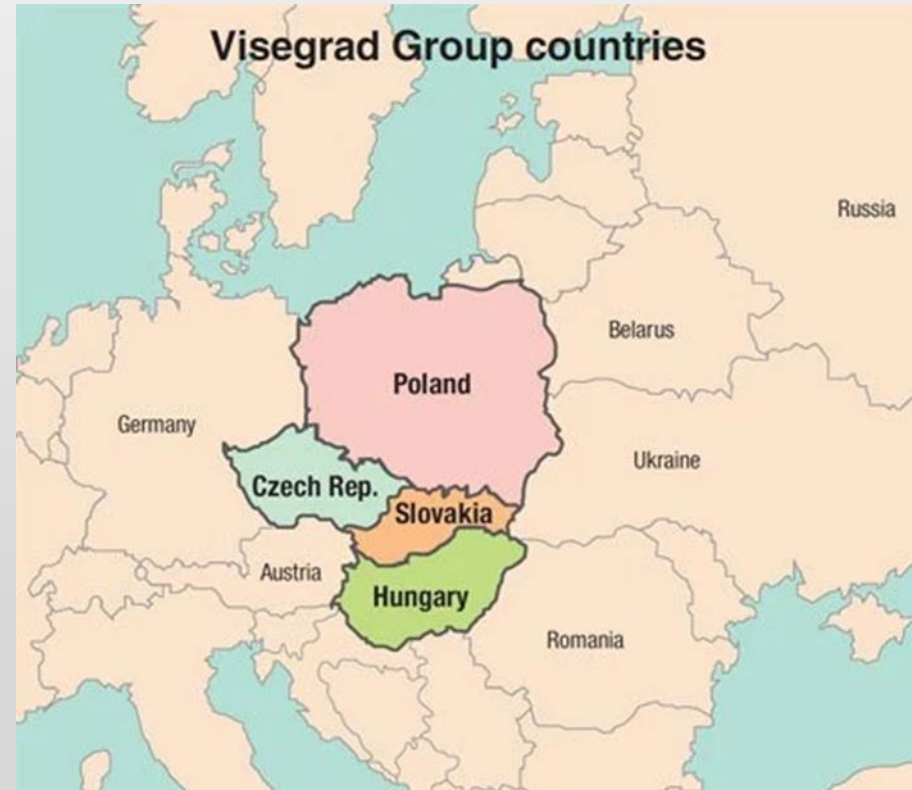 Visegrad Group countries
Russia
Belarus
Poland
Germany
Ukraine
Czech Rep.
Slovakia
Austria
Hungary
Romania